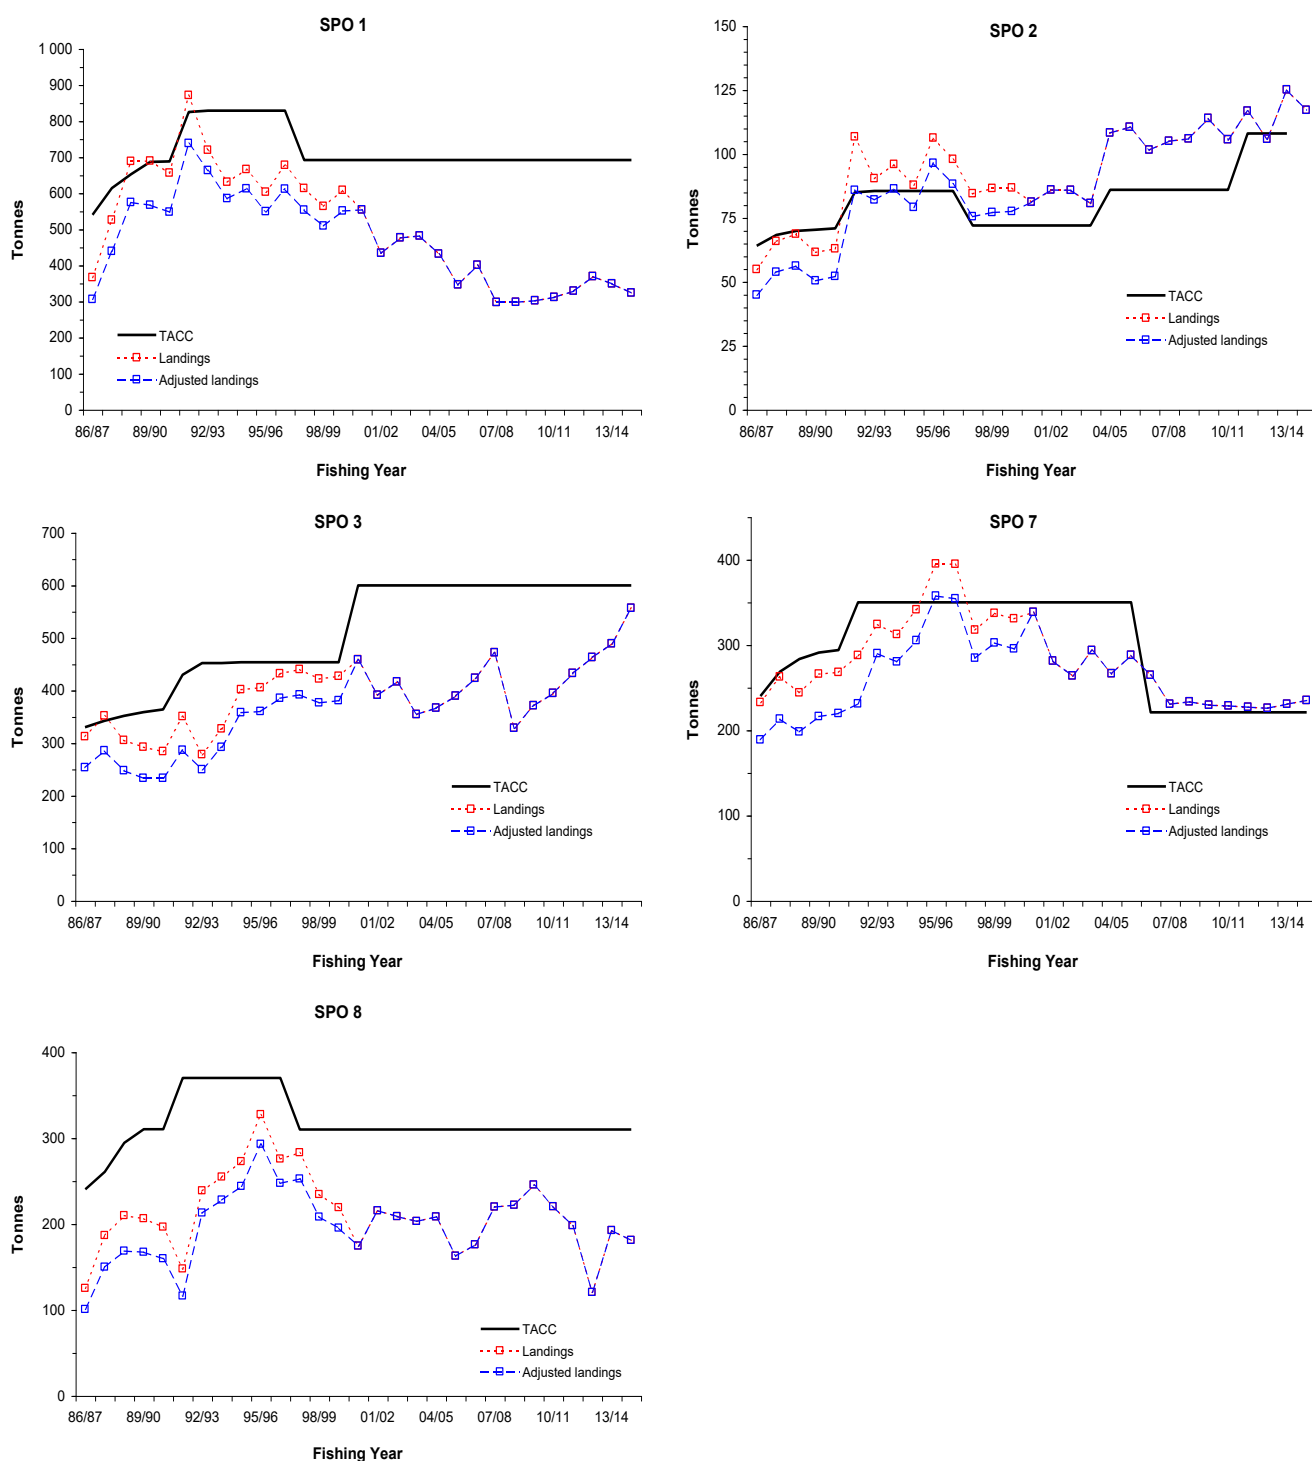 SPO 1
1 000
900
800
700
600
500
400
300
200
100
0
Tonnes
TACC
Landings
Adjusted landings
86/87 89/90 92/93 95/96 98/99 01/02 04/05 07/08 10/11 13/14
Fishing Year
SPO 2
150
125
100
75
50
25
0
Tonnes
TACC
Landings
Adjusted landings
86/87 89/90 92/93 95/96 98/99 01/02 04/05 07/08 10/11 13/14
Fishing Year
SPO 3
700
600
500
400
300
200
100
0
Tonnes
TACC
Landings
Adjusted landings
86/87 89/90 92/93 95/96 98/99 01/02 04/05 07/08 10/11 13/14
Fishing Year
SPO 7
400
300
200
100
0
Tonnes
TACC
Landings
Adjusted landings
86/87 89/90 92/93 95/96 98/99 01/02 04/05 07/08 10/11 13/14
Fishing Year
SPO 8
400
300
200
100
0
Tonnes
TACC
Landings
Adjusted landings
86/87 89/90 92/93 95/96 98/99 01/02 04/05 07/08 10/11 13/14
Fishing Year